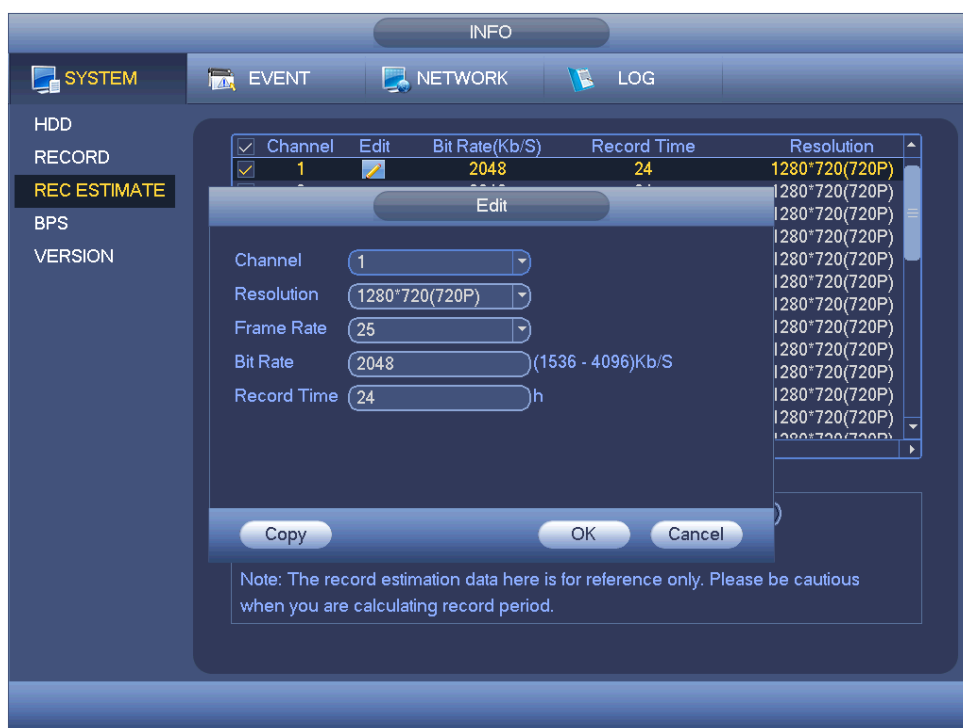 INFO
SYSTEM EVENT NETWORK LOG
HDD
RECORD
REC ESTIMATE
BPS
VERSION
Channel Edit Bit Rate(Kb/S) Record Time Resolution
1 2048 24 1280*720(720P)
1280*720(720P)
1280*720(720P)
1280*720(720P)
1280*720(720P)
1280*720(720P)
1280*720(720P)
1280*720(720P)
1280*720(720P)
1280*720(720P)
1280*720(720P)
1280*720(720P)
1280*720(720P)
Edit
Channel 1
Resolution 1280*720(720P)
Frame Rate 25
Bit Rate 2048 (1536 - 4096)Kb/S
Record Time 24 h
Copy OK Cancel
Note: The record estimation data here is for reference only. Please be cautious
when you are calculating record period.